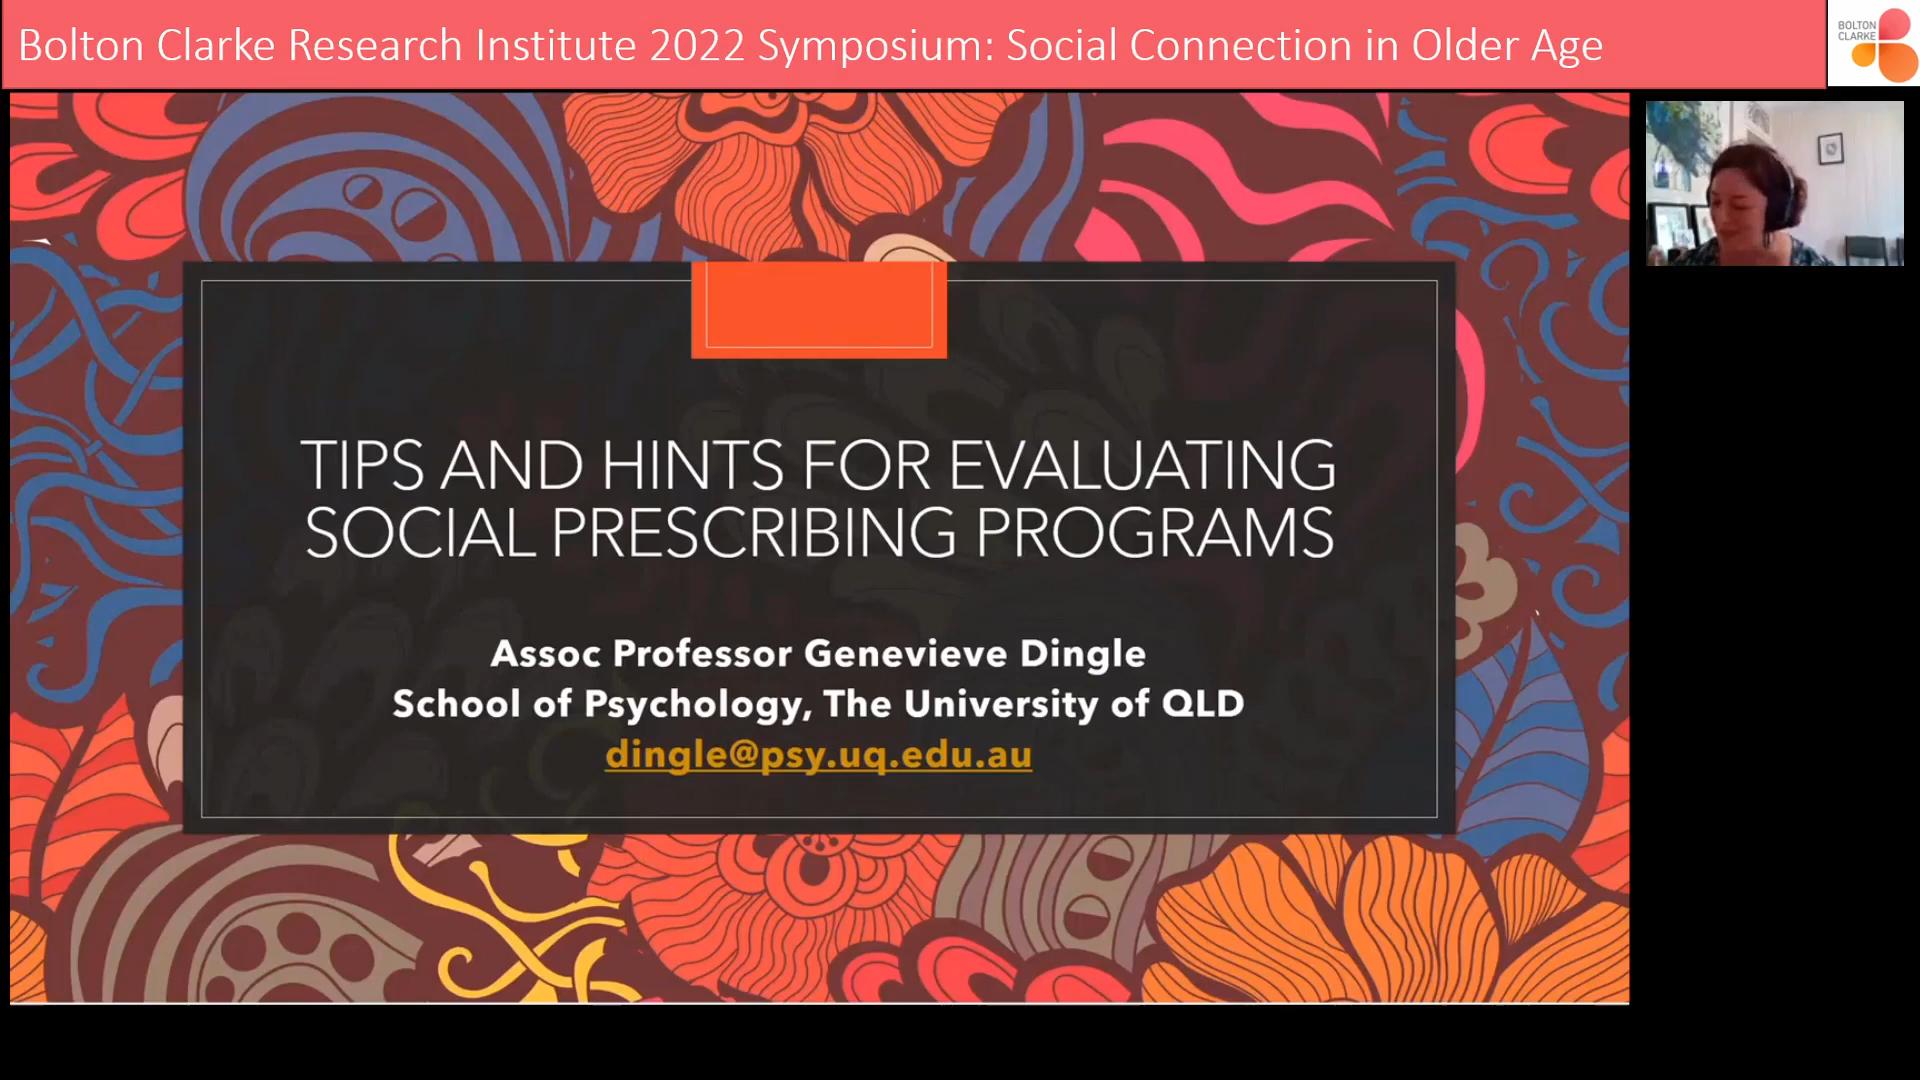 Bolton Clarke Research Institute 2022 Symposium: Social Connection in Older Age
BOLTON
CLARKE
TIPS AND HINTS FOR EVALUATING
SOCIAL PRESCRIBING PROGRAMS
Assoc Professor Genevieve Dingle
School of Psychology, The University of QLD
dingle@psy.uq.edu.au